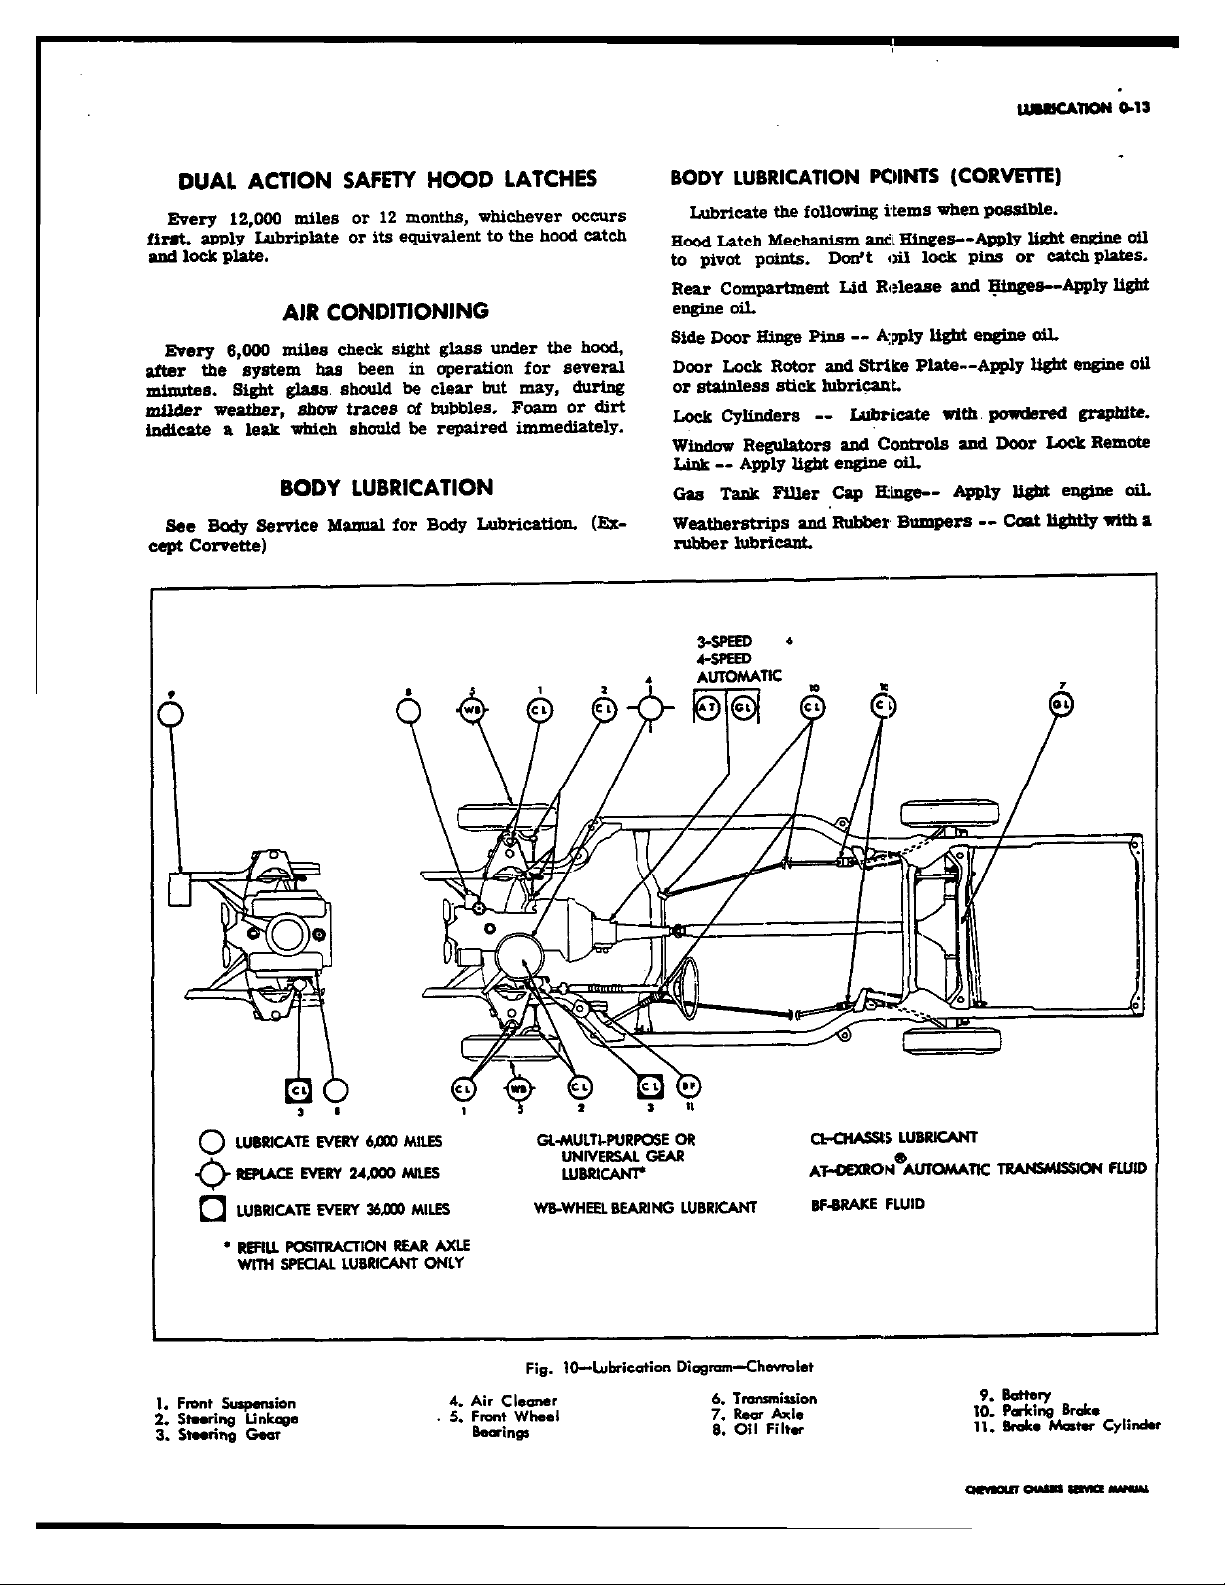 LUBRICATION 0-13
DUAL ACTION SAFETY HOOD LATCHES
Every 12,000 miles or 12 months, whichever occurs
first. apply Lubriplate or its equivalent to the hood catch
and lock plate.
AIR CONDITIONING
Every 6,000 miles check sight glass under the hood,
after the system has been in operation for several
minutes. Sight glass should be clear but may, during
milder weather, show traces of bubbles. Foam or dirt
indicate a leak which should be repaired immediately.
BODY LUBRICATION
See Body Service Manual for Body Lubrication. (Ex-
cept Corvette)
BODY LUBRICATION POINTS (CORVETTE)
Lubricate the following items when possible.
Hood Latch Mechanism and Hinges--Apply light engine oil
to pivot points. Don't oil lock pins or catch plates.
Rear Compartment Lid Release and Hinges--Apply light
engine oil.
Side Door Hinge Pins -- Apply light engine oil.
Door Lock Rotor and Strike Plate--Apply light engine oil
or stainless stick lubricant.
Lock Cylinders -- Lubricate with powdered graphite.
Window Regulators and Controls and Door Lock Remote
Link -- Apply light engine oil.
Gas Tank Filler Cap Hinge-- Apply light engine oil.
Weatherstrips and Rubber Bumpers -- Coat lightly with a
rubber lubricant.
3-SPEED 6
4-SPEED
AUTOMATIC
9 8 5 1 2 4 10 10 7
WB CL CL AT GL CL CL GL
CL CL WB CL CL BF
3 8 1 5 2 3 11
LUBRICATE EVERY 6,000 MILES
REPLACE EVERY 24,000 MILES
LUBRICATE EVERY 36,000 MILES
* REFILL POSITRACTION REAR AXLE
WITH SPECIAL LUBRICANT ONLY
GL-MULTI-PURPOSE OR
UNIVERSAL GEAR
LUBRICANT*
WB-WHEEL BEARING LUBRICANT
CL-CHASSIS LUBRICANT
AT-DEXRON® AUTOMATIC TRANSMISSION FLUID
BF-BRAKE FLUID
Fig. 10—Lubrication Diagram—Chevrolet
1. Front Suspension
2. Steering Linkage
3. Steering Gear
4. Air Cleaner
5. Front Wheel
Bearings
6. Transmission
7. Rear Axle
8. Oil Filter
9. Battery
10. Parking Brake
11. Brake Master Cylinder
CHEVROLET CHASSIS SERVICE MANUAL